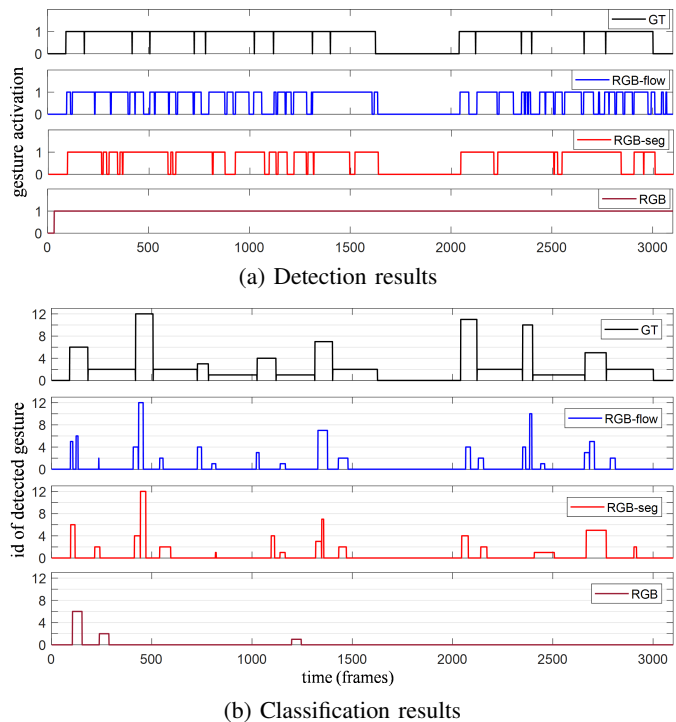 gesture activation
1
0
GT
1
0
RGB-flow
1
0
RGB-seg
1
0
RGB
0 500 1000 1500 2000 2500 3000
(a) Detection results
id of detected gesture
12
8
4
0
GT
12
8
4
0
RGB-flow
12
8
4
0
RGB-seg
12
8
4
0
RGB
0 500 1000 1500 2000 2500 3000
time (frames)
(b) Classification results